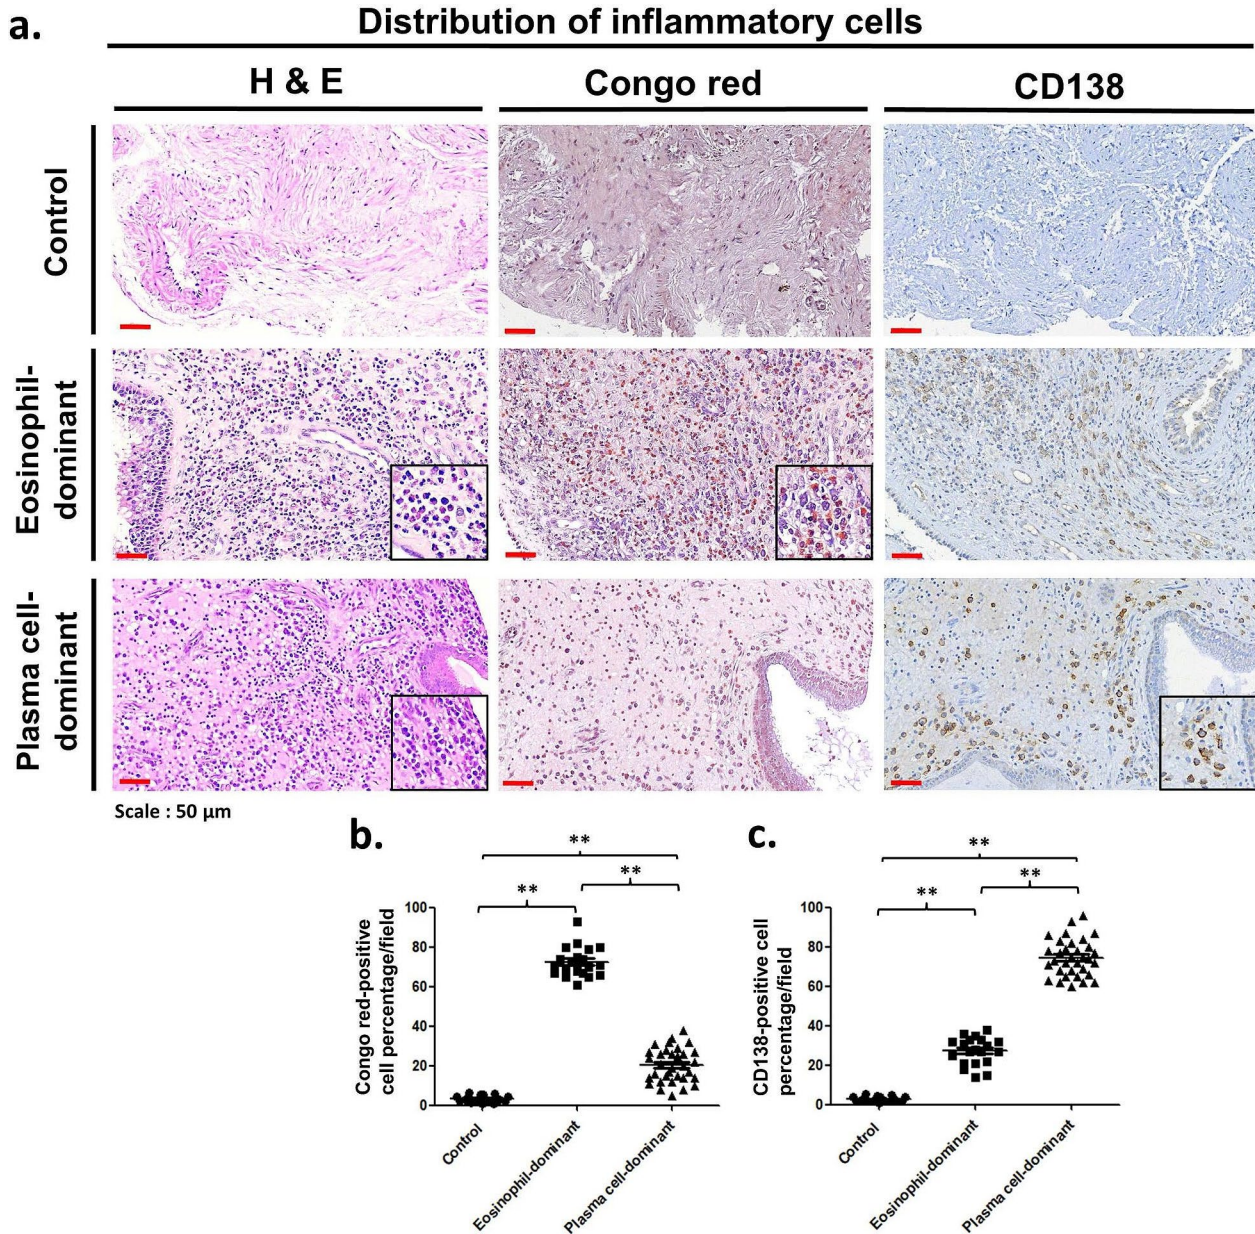 a.
Distribution of inflammatory cells
H & E
Congo red
CD138
Control
Eosinophil-
dominant
Plasma cell-
dominant
Scale : 50 µm
b.
**
**
**
Congo red-positive
cell percentage/field
100
80
60
40
20
0
Control
Eosinophil-dominant
Plasma cell-dominant
c.
**
**
**
CD138-positive cell
percentage/field
100
80
60
40
20
0
Control
Eosinophil-dominant
Plasma cell-dominant